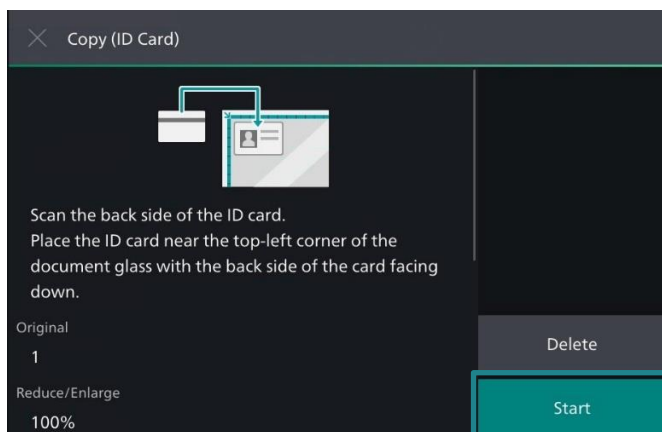 Copy (ID Card)
Scan the back side of the ID card.
Place the ID card near the top-left corner of the
document glass with the back side of the card facing
down.
Original
1
Reduce/Enlarge
100%
Delete
Start